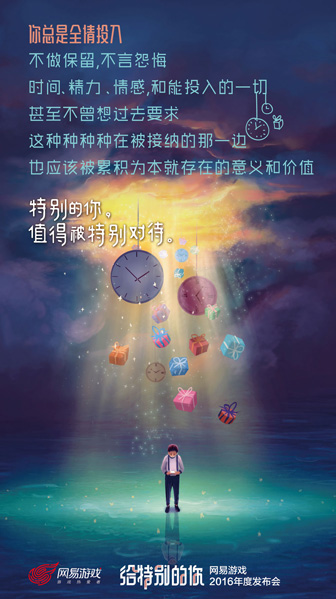 你总是全情投入
不做保留,不言怨悔
时间、精力、情感,和能投入的一切
甚至不曾想过去要求
这种种种种在被接纳的那一边
也应该被累积为本就存在的意义和价值
特别的你,
值得被特别对待。
网易游戏
游戏热爱者
给特别的你
网易游戏
2016年度发布会